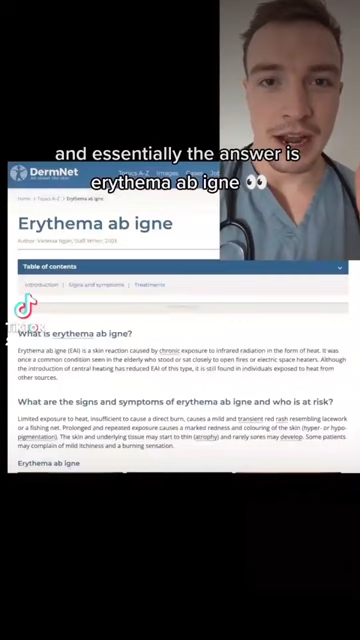 and essentially the answer is
erythema ab igne 👀
DermNet
Topics A-Z Images Cases
Home > Topics A-Z > Erythema ab igne
Erythema ab igne
Author: Vanessa Ngan, Staff Writer, 2003
Table of contents
Introduction | Signs and symptoms | Treatments
TikTok
What is erythema ab igne?
Erythema ab igne (EAI) is a skin reaction caused by chronic exposure to infrared radiation in the form of heat. It was
once a common condition seen in the elderly who stood or sat closely to open fires or electric space heaters. Although
the introduction of central heating has reduced EAI of this type, it is still found in individuals exposed to heat from
other sources.
What are the signs and symptoms of erythema ab igne and who is at risk?
Limited exposure to heat, insufficient to cause a direct burn, causes a mild and transient red rash resembling lacework
or a fishing net. Prolonged and repeated exposure causes a marked redness and colouring of the skin (hyper- or hypo-
pigmentation). The skin and underlying tissue may start to thin (atrophy) and rarely sores may develop. Some patients
may complain of mild itchiness and a burning sensation.
Erythema ab igne